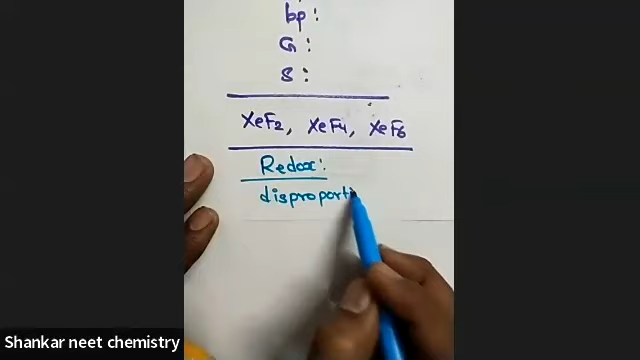 bp :
G :
S :
XeF2, XeF4, XeF6
Redox :
disproporti
Shankar neet chemistry